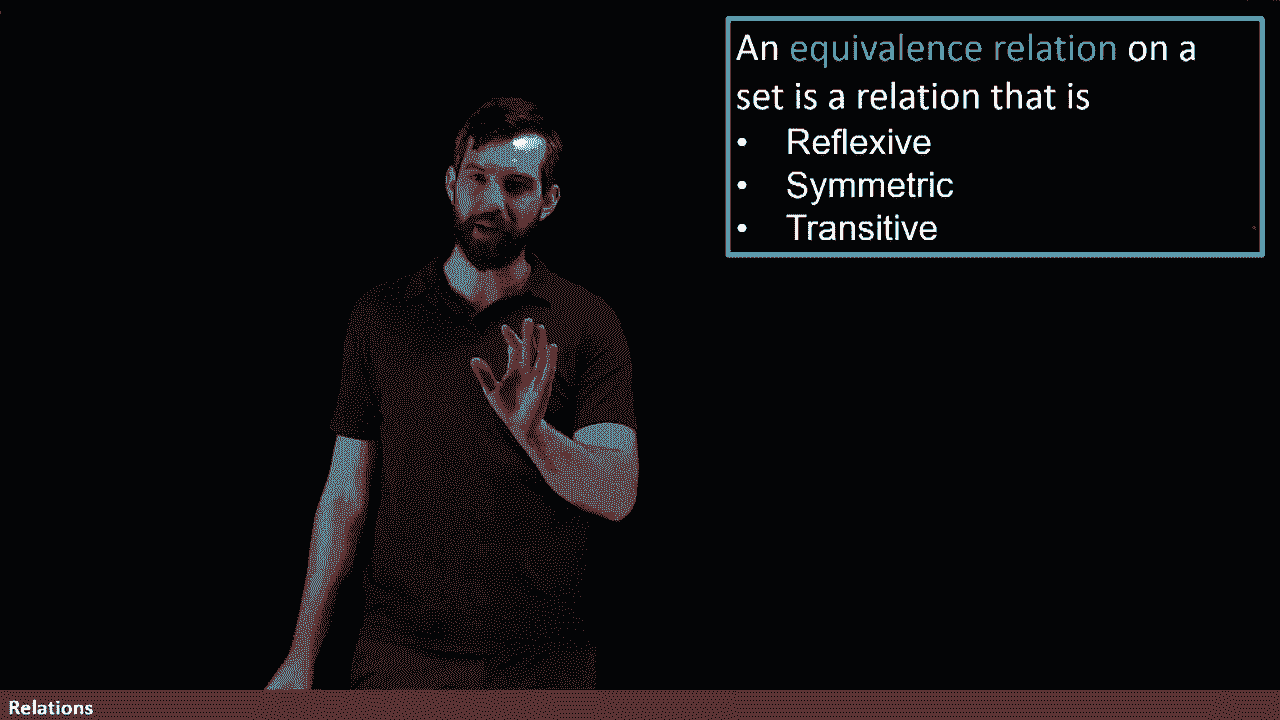 An equivalence relation on a
set is a relation that is
• Reflexive
• Symmetric
• Transitive
Relations